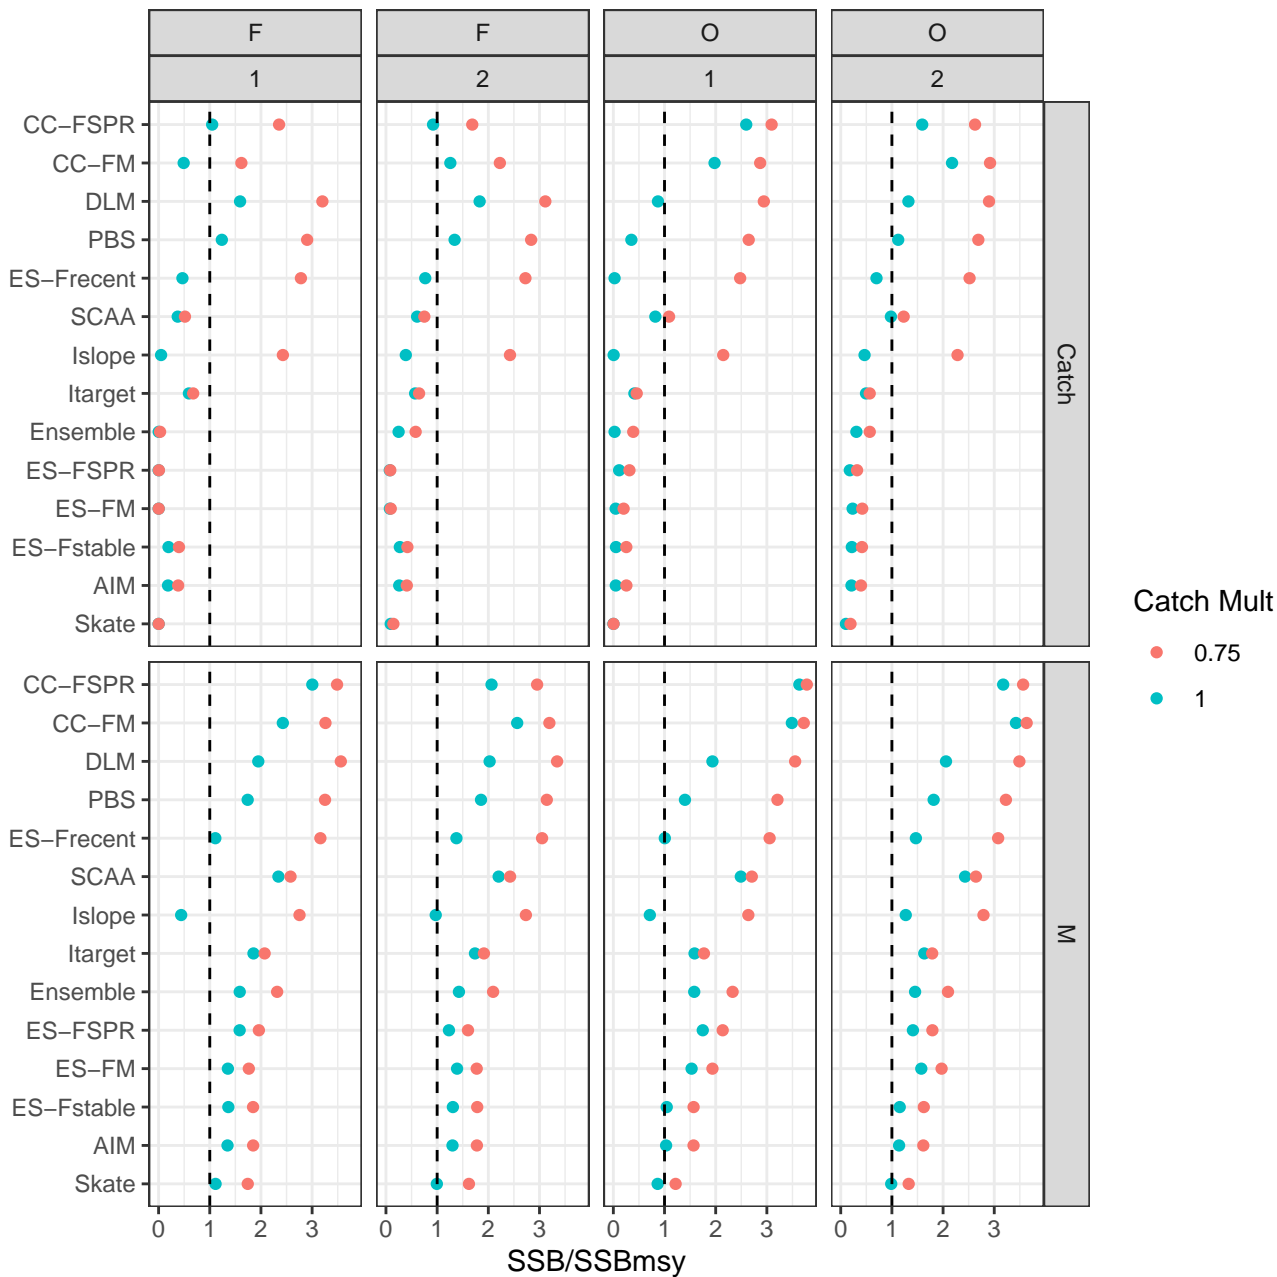 F F O O
1 2 1 2
CC−FSPR
CC−FM
DLM
PBS
ES−Frecent
SCAA
Islope
Itarget
Ensemble
ES−FSPR
ES−FM
ES−Fstable
AIM
Skate
Catch
CC−FSPR
CC−FM
DLM
PBS
ES−Frecent
SCAA
Islope
Itarget
Ensemble
ES−FSPR
ES−FM
ES−Fstable
AIM
Skate
M
0 1 2 3 0 1 2 3 0 1 2 3 0 1 2 3
SSB/SSBmsy
Catch Mult
0.75
1